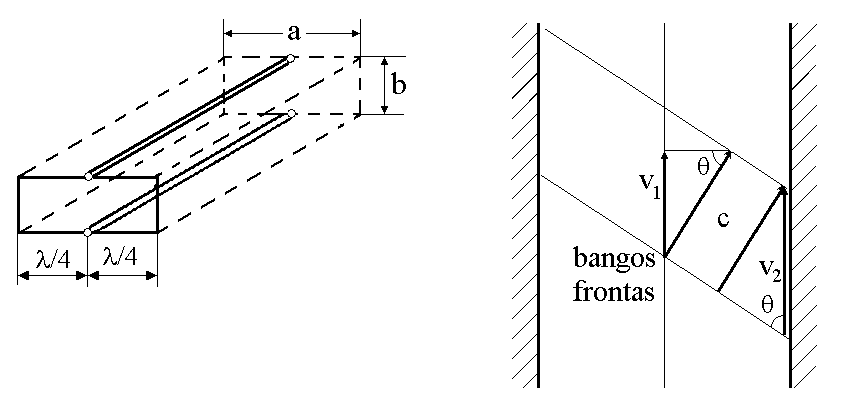 a
b
λ/4
λ/4
θ
v₁
c
bangos
frontas
v₂
θ